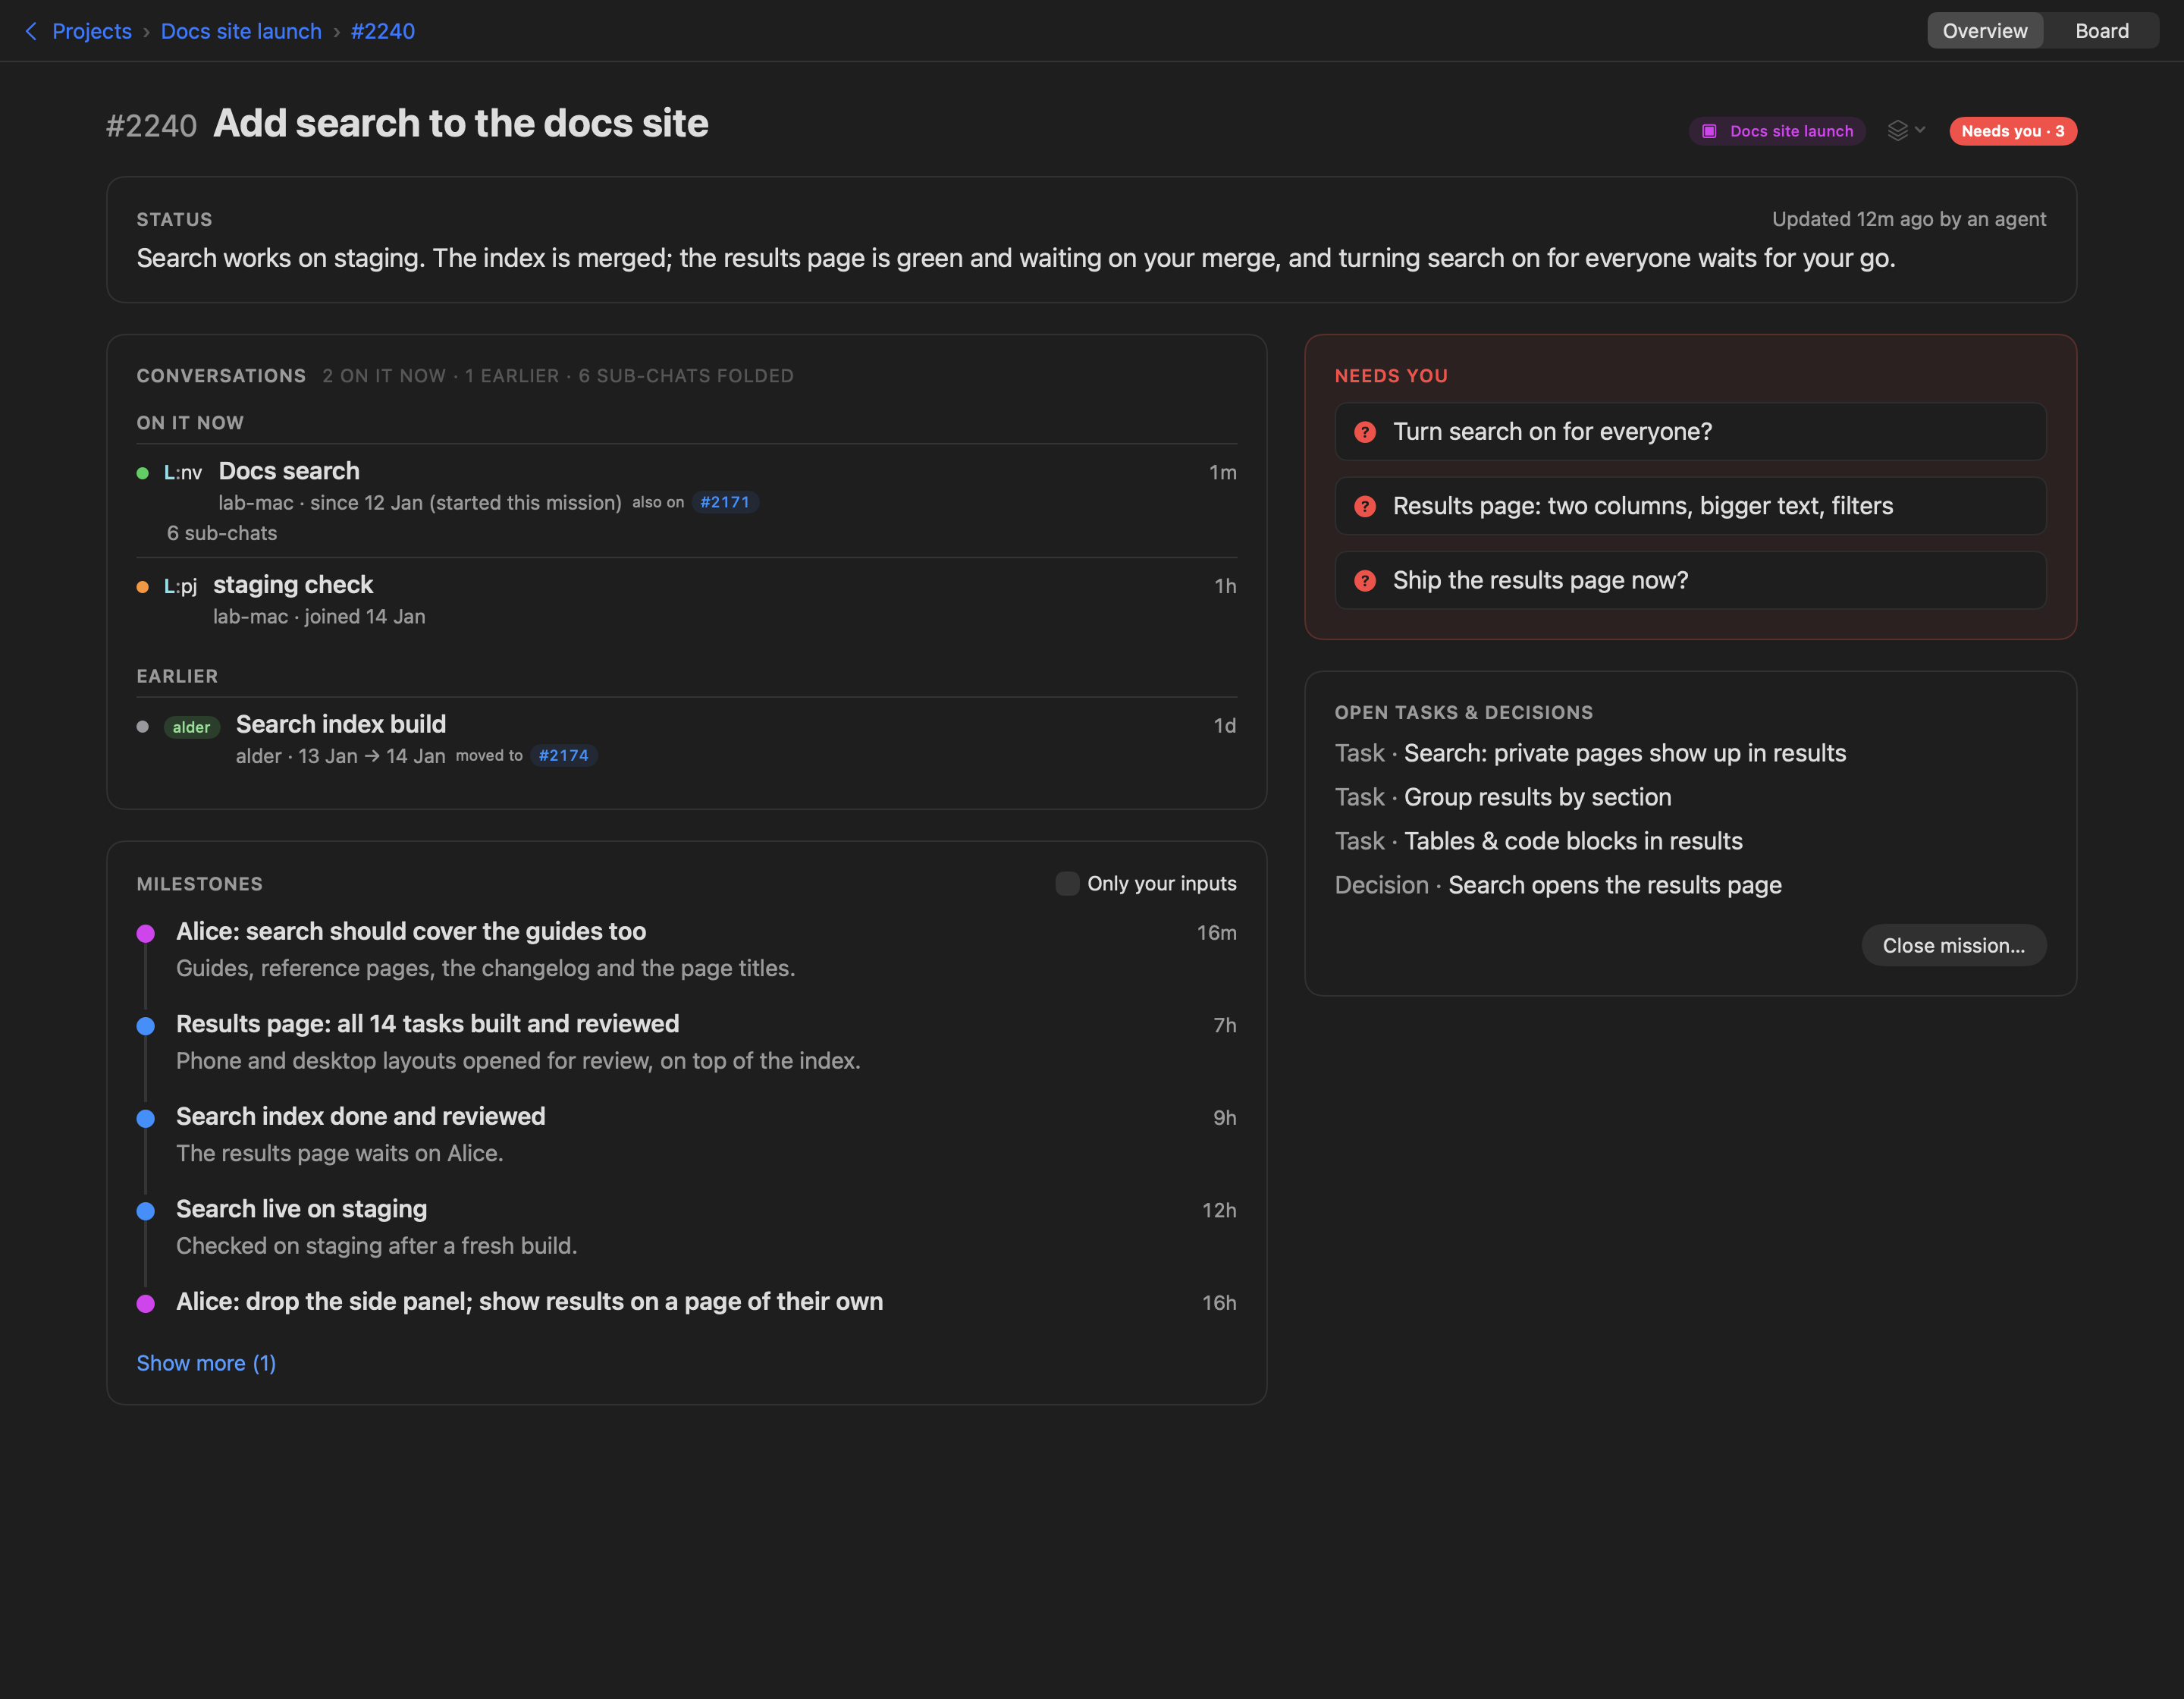 Projects › Docs site launch › #2240
Overview
Board
#2240 Add search to the docs site
Docs site launch
Needs you · 3
STATUS
Updated 12m ago by an agent
Search works on staging. The index is merged; the results page is green and waiting on your merge, and turning search on for everyone waits for your go.
CONVERSATIONS 2 ON IT NOW · 1 EARLIER · 6 SUB-CHATS FOLDED
ON IT NOW
L:nv Docs search 1m
lab-mac · since 12 Jan (started this mission) also on #2171
6 sub-chats
L:pj staging check 1h
lab-mac · joined 14 Jan
EARLIER
alder Search index build 1d
alder · 13 Jan → 14 Jan moved to #2174
MILESTONES
Only your inputs
Alice: search should cover the guides too 16m
Guides, reference pages, the changelog and the page titles.
Results page: all 14 tasks built and reviewed 7h
Phone and desktop layouts opened for review, on top of the index.
Search index done and reviewed 9h
The results page waits on Alice.
Search live on staging 12h
Checked on staging after a fresh build.
Alice: drop the side panel; show results on a page of their own 16h
Show more (1)
NEEDS YOU
? Turn search on for everyone?
? Results page: two columns, bigger text, filters
? Ship the results page now?
OPEN TASKS & DECISIONS
Task · Search: private pages show up in results
Task · Group results by section
Task · Tables & code blocks in results
Decision · Search opens the results page
Close mission…